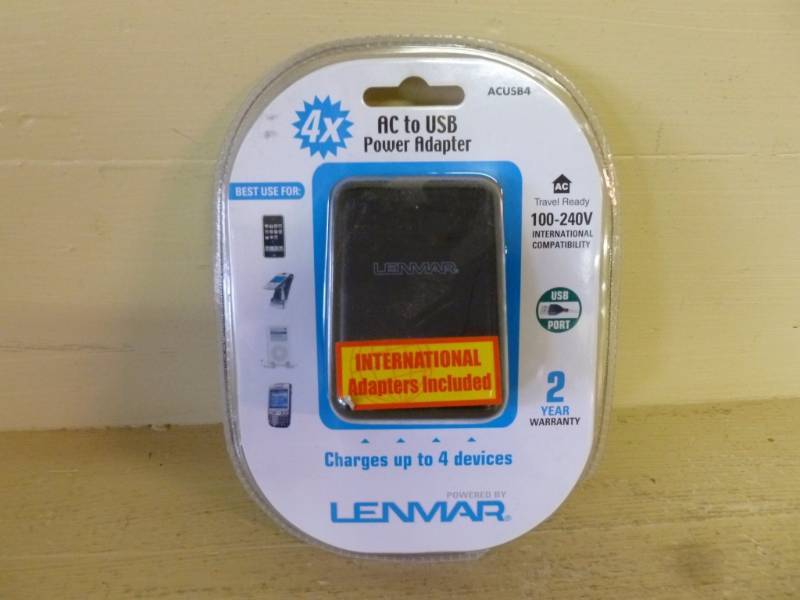 ACUSB4
4x
AC to USB
Power Adapter
BEST USE FOR:
AC
Travel Ready
100-240V
INTERNATIONAL
COMPATIBILITY
LENMAR
USB
PORT
INTERNATIONAL
Adapters Included
2
YEAR
WARRANTY
Charges up to 4 devices
POWERED BY
LENMAR®